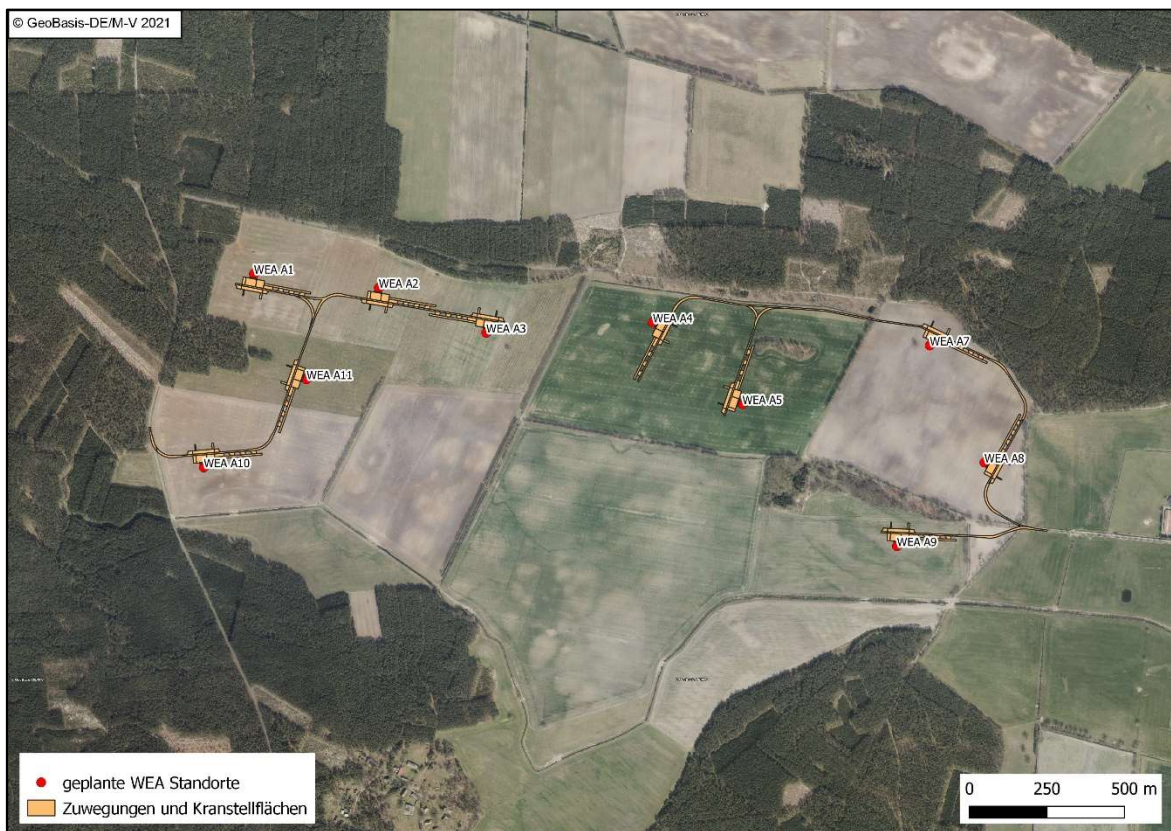 © GeoBasis-DE/M-V 2021
WEA A1
WEA A2
WEA A3
WEA A4
WEA A7
WEA A11
WEA A5
WEA A10
WEA A8
WEA A9
geplante WEA Standorte
Zuwegungen und Kranstellflächen
0 250 500 m